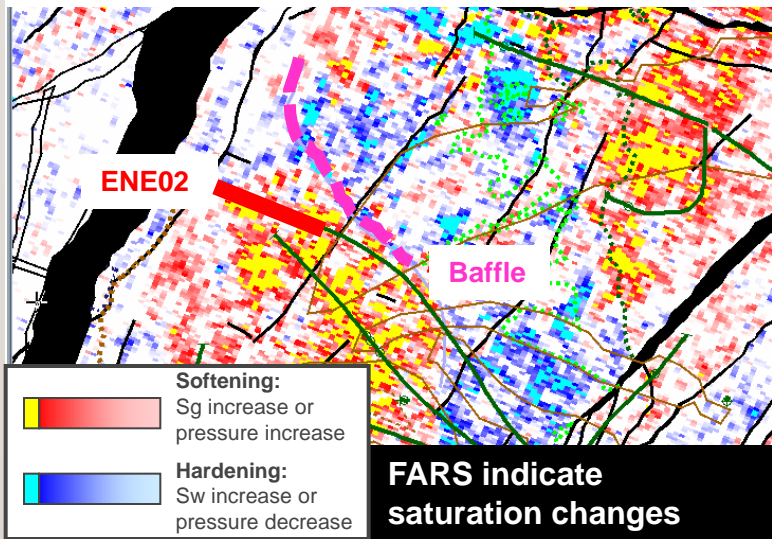 ENE02
Baffle
Softening:
Sg increase or
pressure increase
Hardening:
Sw increase or
pressure decrease
FARS indicate
saturation changes